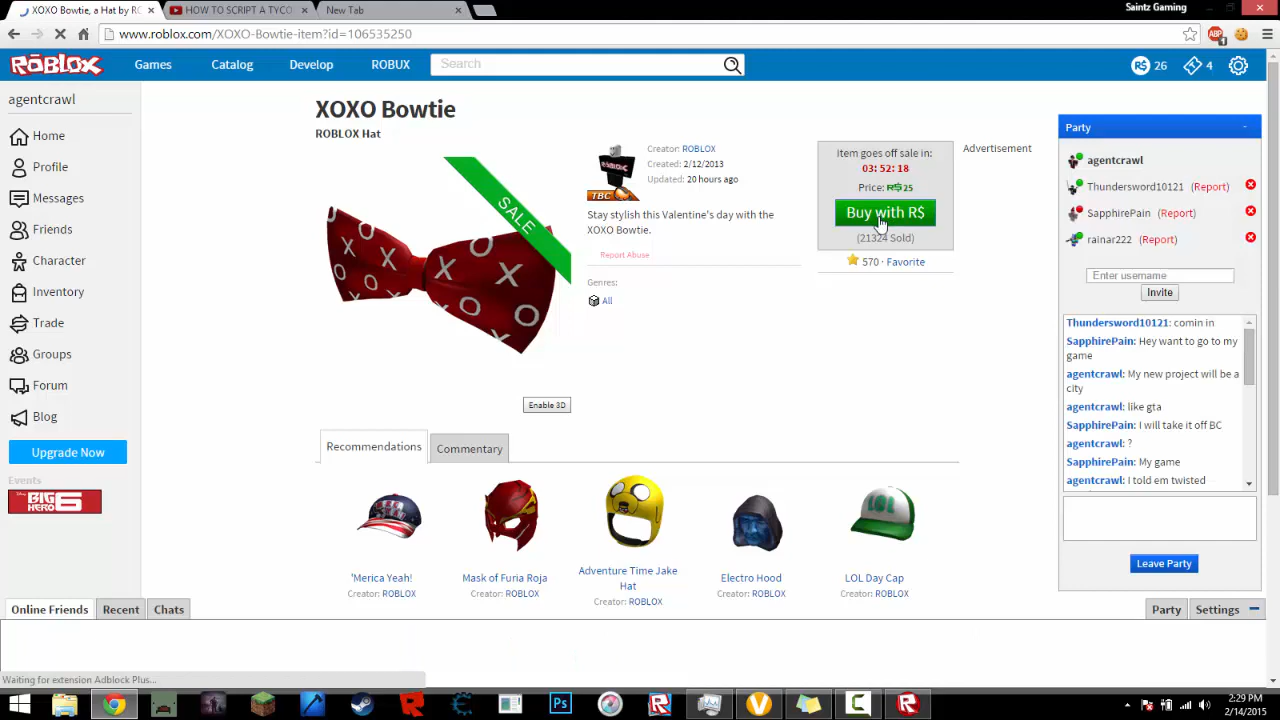 XOXO Bowtie, a Hat by RO
HOW TO SCRIPT A TYCO
New Tab
Saintz Gaming
www.roblox.com/XOXO-Bowtie-item?id=106535250
ABP
1
ROBLOX
Games
Catalog
Develop
ROBUX
Search
R$ 26
4
agentcrawl
Home
Profile
Messages
Friends
Character
Inventory
Trade
Groups
Forum
Blog
Upgrade Now
Events
BIG HERO 6
XOXO Bowtie
ROBLOX Hat
SALE
Enable 3D
TBC
Creator: ROBLOX
Created: 2/12/2013
Updated: 20 hours ago
Stay stylish this Valentine's day with the
XOXO Bowtie.
Report Abuse
Genres:
All
Item goes off sale in:
03: 52: 18
Price: R$ 25
Buy with R$
(21324 Sold)
570 · Favorite
Advertisement
Party
-
agentcrawl
Thundersword10121 (Report)
SapphirePain (Report)
rainar222 (Report)
Enter username
Invite
Thundersword10121: comin in
SapphirePain: Hey want to go to my
game
agentcrawl: My new project will be a
city
agentcrawl: like gta
SapphirePain: I will take it off BC
agentcrawl: ?
SapphirePain: My game
agentcrawl: I told em twisted
Leave Party
Recommendations
Commentary
LOL
'Merica Yeah!
Creator: ROBLOX
Mask of Furia Roja
Creator: ROBLOX
Adventure Time Jake
Hat
Creator: ROBLOX
Electro Hood
Creator: ROBLOX
LOL Day Cap
Creator: ROBLOX
Online Friends
Recent
Chats
Party
Settings
Waiting for extension Adblock Plus...
Ps
2:29 PM
2/14/2015